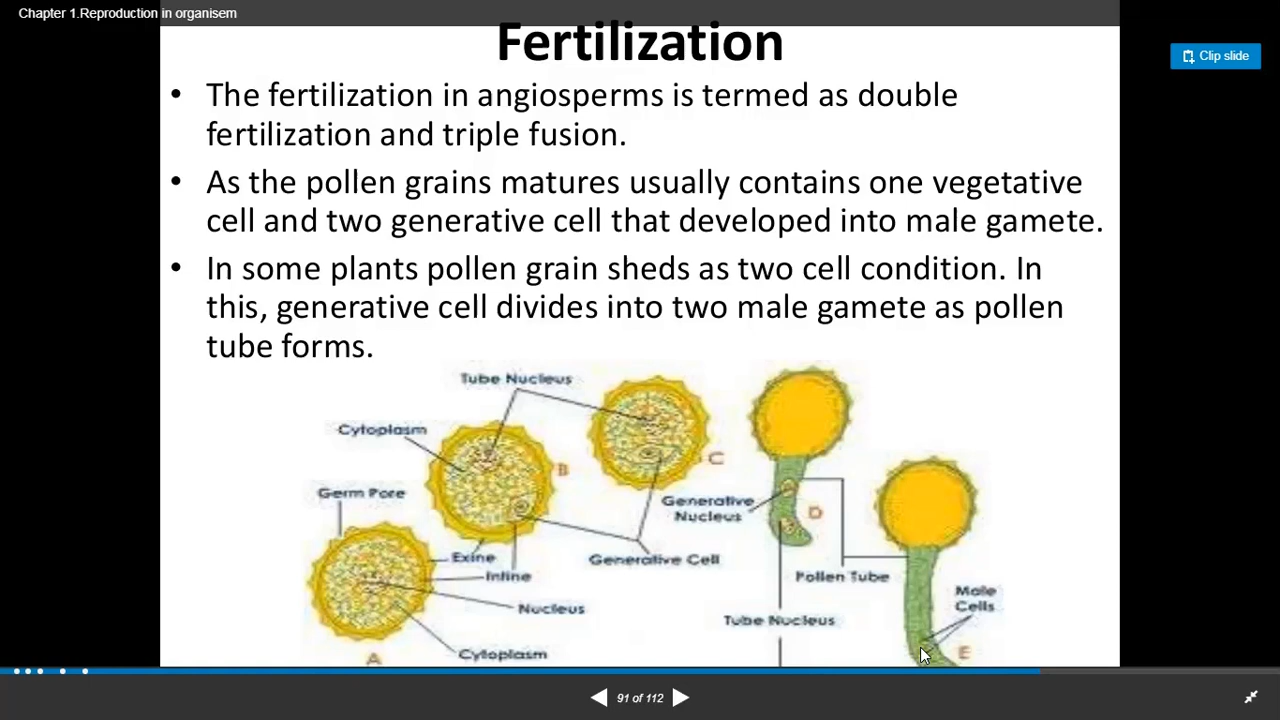 Chapter 1.Reproduction in organisem
Clip slide
Fertilization
• The fertilization in angiosperms is termed as double
fertilization and triple fusion.
• As the pollen grains matures usually contains one vegetative
cell and two generative cell that developed into male gamete.
• In some plants pollen grain sheds as two cell condition. In
this, generative cell divides into two male gamete as pollen
tube forms.
Tube Nucleus
Cytoplasm
B
C
Germ Pore
Generative
Nucleus
D
Exine
Generative Cell
Intine
Pollen Tube
Male
Cells
Nucleus
Tube Nucleus
A
Cytoplasm
E
91 of 112